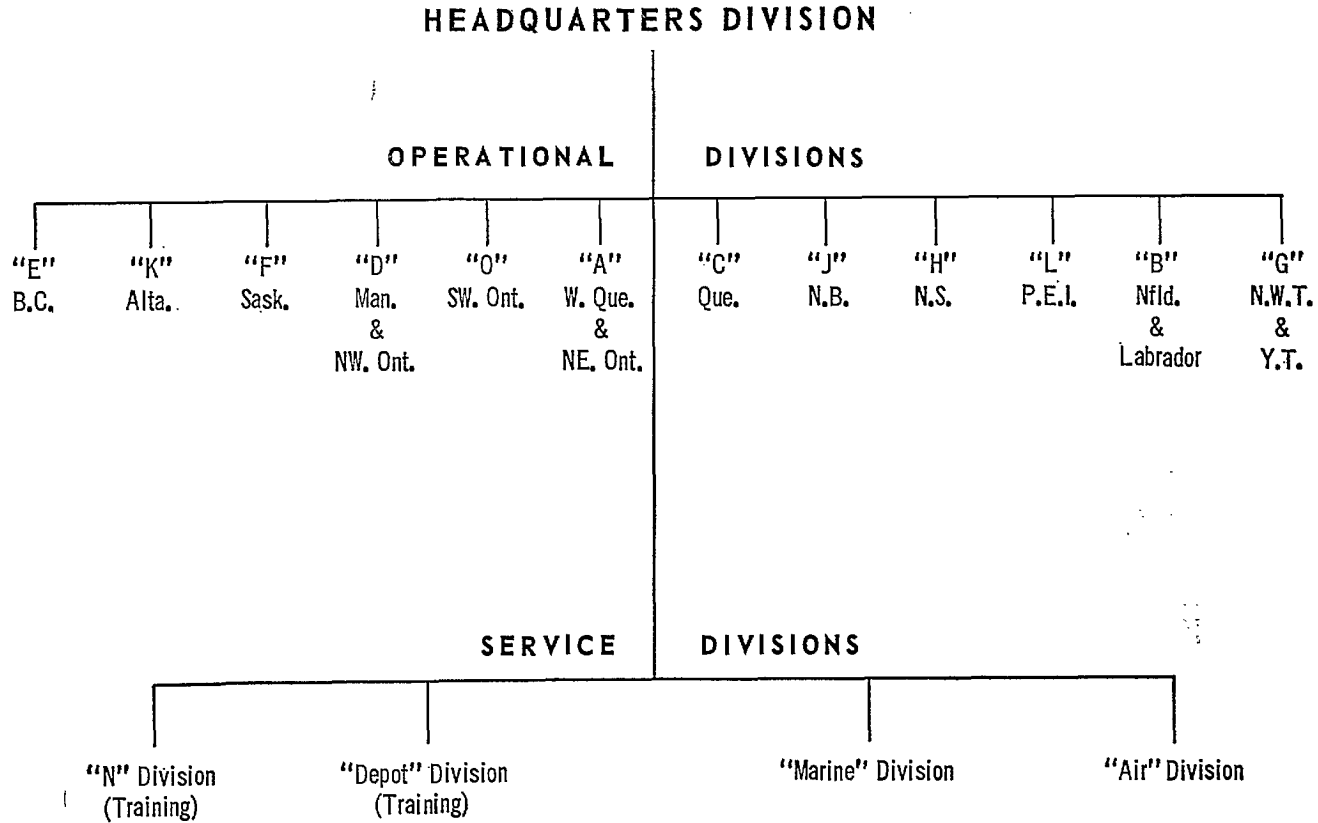 HEADQUARTERS DIVISION
OPERATIONAL DIVISIONS
"E" "K" "F" "D" "O" "A" "C" "J" "H" "L" "B" "G"
B.C. Alta. Sask. Man. SW. Ont. W. Que. Que. N.B. N.S. P.E.I. Nfld. N.W.T.
& & & &
NW. Ont. NE. Ont. Labrador Y.T.
SERVICE DIVISIONS
"N" Division "Depot" Division "Marine" Division "Air" Division
(Training) (Training)